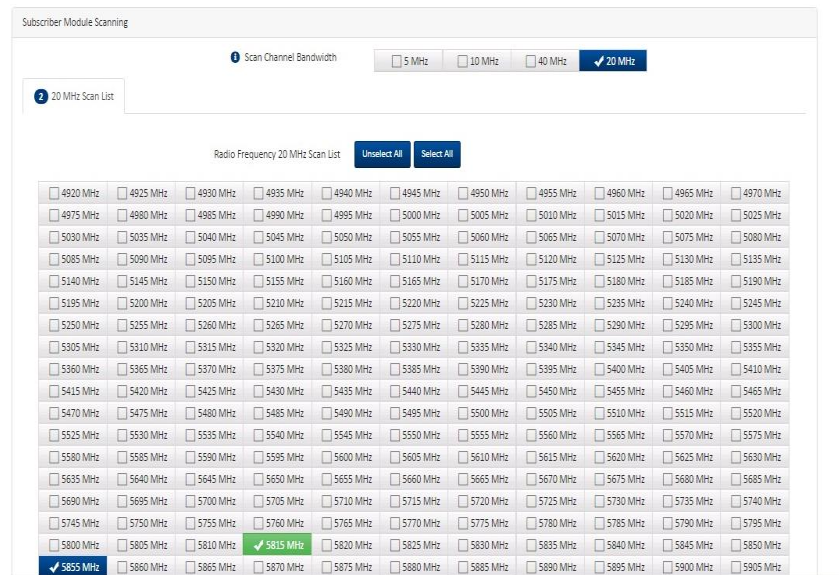 Subscriber Module Scanning
Scan Channel Bandwidth 5 MHz 10 MHz 40 MHz 20 MHz
2 20 MHz Scan List
Radio Frequency 20 MHz Scan List Unselect All Select All
4920 MHz 4925 MHz 4930 MHz 4935 MHz 4940 MHz 4945 MHz 4950 MHz 4955 MHz 4960 MHz 4965 MHz 4970 MHz
4975 MHz 4980 MHz 4985 MHz 4990 MHz 4995 MHz 5000 MHz 5005 MHz 5010 MHz 5015 MHz 5020 MHz 5025 MHz
5030 MHz 5035 MHz 5040 MHz 5045 MHz 5050 MHz 5055 MHz 5060 MHz 5065 MHz 5070 MHz 5075 MHz 5080 MHz
5085 MHz 5090 MHz 5095 MHz 5100 MHz 5105 MHz 5110 MHz 5115 MHz 5120 MHz 5125 MHz 5130 MHz 5135 MHz
5140 MHz 5145 MHz 5150 MHz 5155 MHz 5160 MHz 5165 MHz 5170 MHz 5175 MHz 5180 MHz 5185 MHz 5190 MHz
5195 MHz 5200 MHz 5205 MHz 5210 MHz 5215 MHz 5220 MHz 5225 MHz 5230 MHz 5235 MHz 5240 MHz 5245 MHz
5250 MHz 5255 MHz 5260 MHz 5265 MHz 5270 MHz 5275 MHz 5280 MHz 5285 MHz 5290 MHz 5295 MHz 5300 MHz
5305 MHz 5310 MHz 5315 MHz 5320 MHz 5325 MHz 5330 MHz 5335 MHz 5340 MHz 5345 MHz 5350 MHz 5355 MHz
5360 MHz 5365 MHz 5370 MHz 5375 MHz 5380 MHz 5385 MHz 5390 MHz 5395 MHz 5400 MHz 5405 MHz 5410 MHz
5415 MHz 5420 MHz 5425 MHz 5430 MHz 5435 MHz 5440 MHz 5445 MHz 5450 MHz 5455 MHz 5460 MHz 5465 MHz
5470 MHz 5475 MHz 5480 MHz 5485 MHz 5490 MHz 5495 MHz 5500 MHz 5505 MHz 5510 MHz 5515 MHz 5520 MHz
5525 MHz 5530 MHz 5535 MHz 5540 MHz 5545 MHz 5550 MHz 5555 MHz 5560 MHz 5565 MHz 5570 MHz 5575 MHz
5580 MHz 5585 MHz 5590 MHz 5595 MHz 5600 MHz 5605 MHz 5610 MHz 5615 MHz 5620 MHz 5625 MHz 5630 MHz
5635 MHz 5640 MHz 5645 MHz 5650 MHz 5655 MHz 5660 MHz 5665 MHz 5670 MHz 5675 MHz 5680 MHz 5685 MHz
5690 MHz 5695 MHz 5700 MHz 5705 MHz 5710 MHz 5715 MHz 5720 MHz 5725 MHz 5730 MHz 5735 MHz 5740 MHz
5745 MHz 5750 MHz 5755 MHz 5760 MHz 5765 MHz 5770 MHz 5775 MHz 5780 MHz 5785 MHz 5790 MHz 5795 MHz
5800 MHz 5805 MHz 5810 MHz 5815 MHz 5820 MHz 5825 MHz 5830 MHz 5835 MHz 5840 MHz 5845 MHz 5850 MHz
5855 MHz 5860 MHz 5865 MHz 5870 MHz 5875 MHz 5880 MHz 5885 MHz 5890 MHz 5895 MHz 5900 MHz 5905 MHz